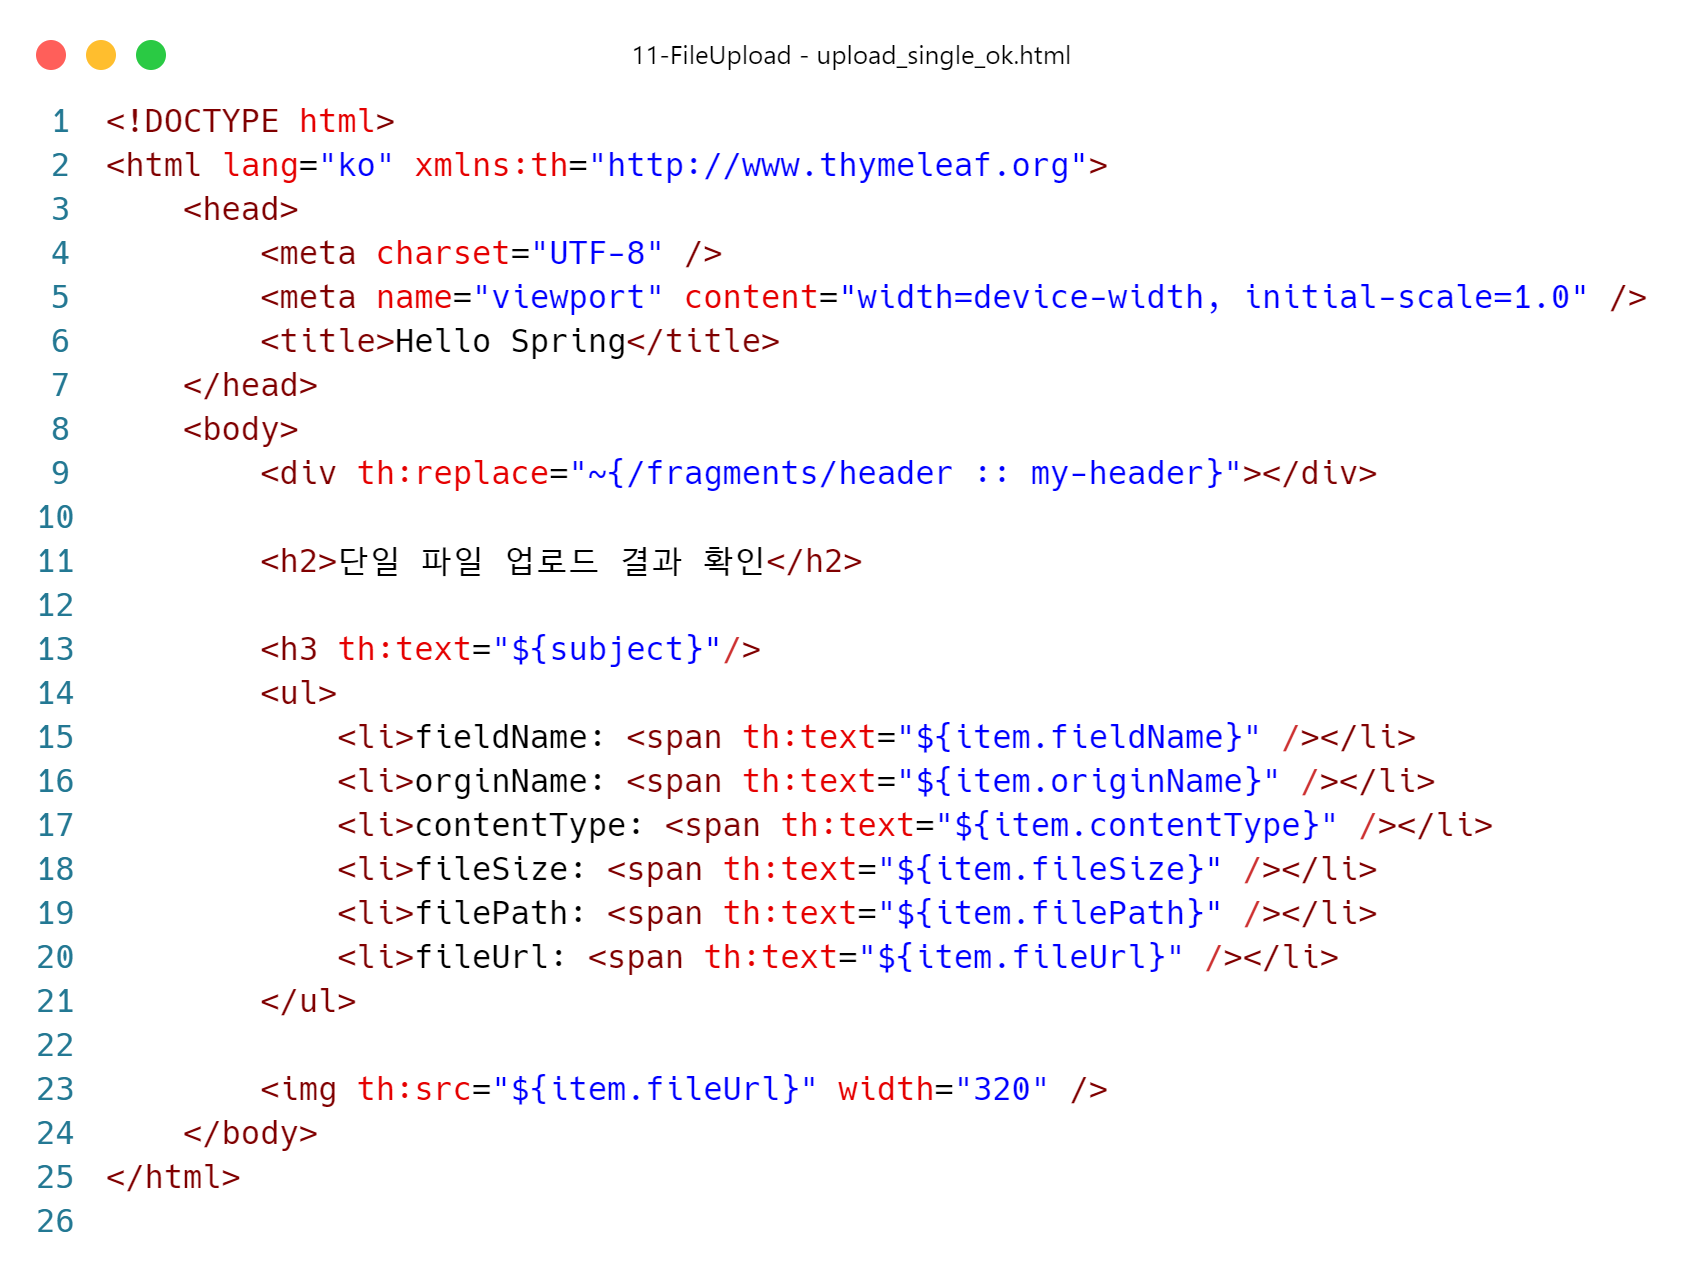 11-FileUpload - upload_single_ok.html
1 <!DOCTYPE html>
2 <html lang="ko" xmlns:th="http://www.thymeleaf.org">
3     <head>
4         <meta charset="UTF-8" />
5         <meta name="viewport" content="width=device-width, initial-scale=1.0" />
6         <title>Hello Spring</title>
7     </head>
8     <body>
9         <div th:replace="~{/fragments/header :: my-header}"></div>
10
11         <h2>단일 파일 업로드 결과 확인</h2>
12
13         <h3 th:text="${subject}"/>
14         <ul>
15             <li>fieldName: <span th:text="${item.fieldName}" /></li>
16             <li>orginName: <span th:text="${item.originName}" /></li>
17             <li>contentType: <span th:text="${item.contentType}" /></li>
18             <li>fileSize: <span th:text="${item.fileSize}" /></li>
19             <li>filePath: <span th:text="${item.filePath}" /></li>
20             <li>fileUrl: <span th:text="${item.fileUrl}" /></li>
21         </ul>
22
23         <img th:src="${item.fileUrl}" width="320" />
24     </body>
25 </html>
26